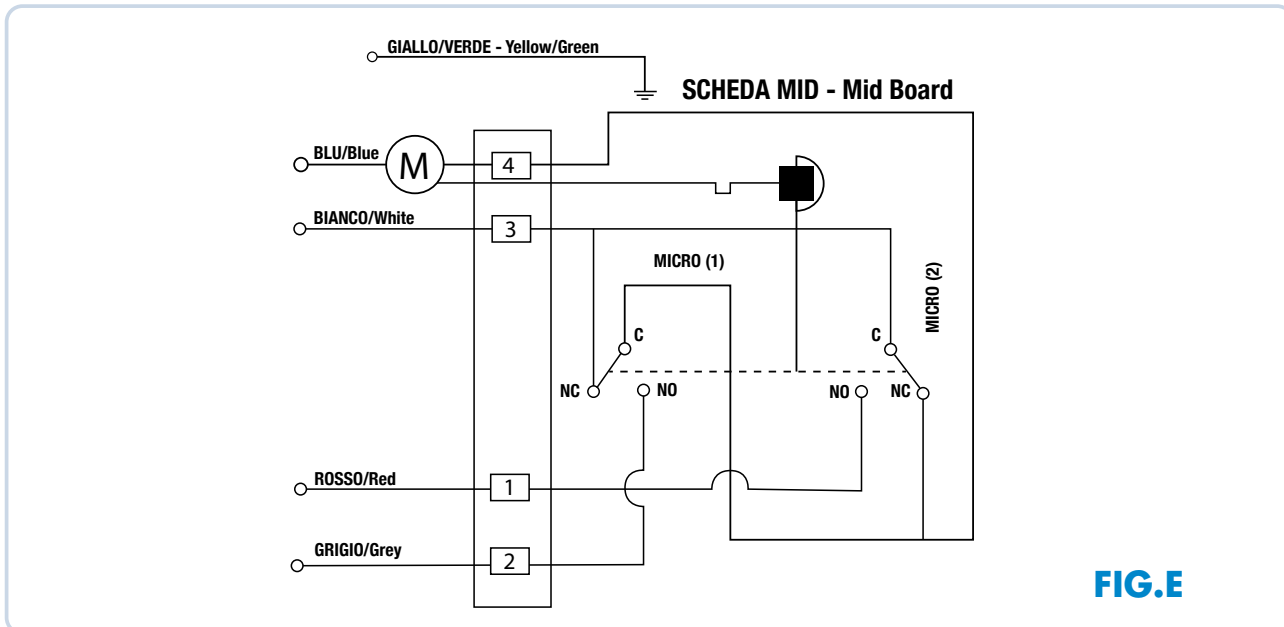 GIALLO/VERDE - Yellow/Green
SCHEDA MID - Mid Board
BLU/Blue
M
4
BIANCO/White
3
MICRO (1)
MICRO (2)
C
C
NC
NO
NO
NC
ROSSO/Red
1
GRIGIO/Grey
2
FIG.E